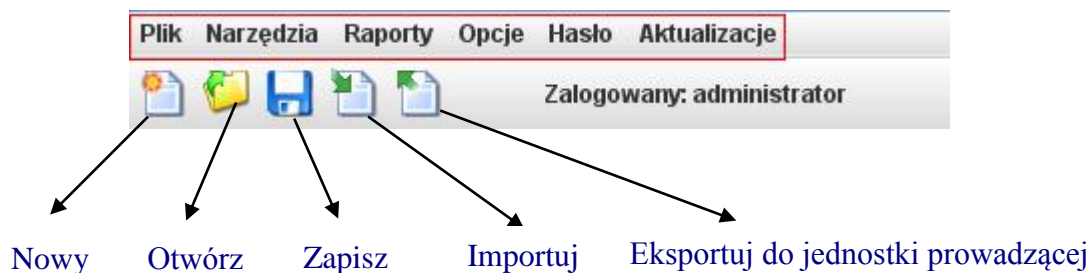 Plik Narzędzia Raporty Opcje Hasło Aktualizacje
Zalogowany: administrator
Nowy Otwórz Zapisz Importuj Eksportuj do jednostki prowadzącej